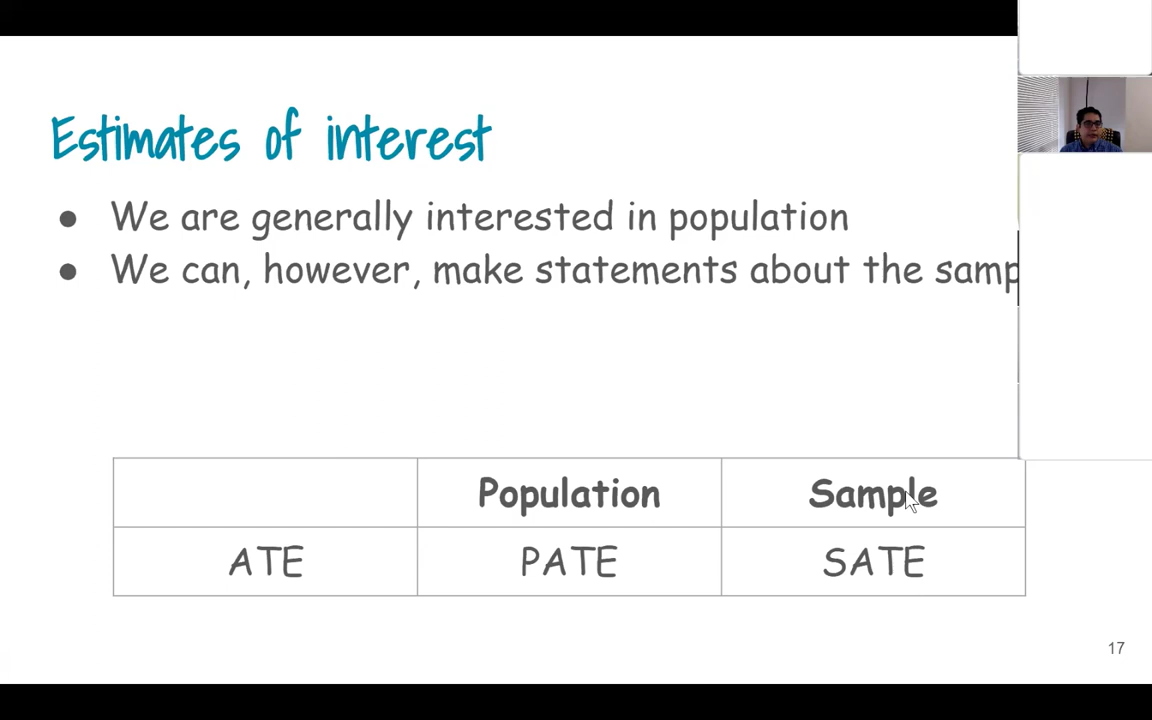 Estimates of interest
● We are generally interested in population
● We can, however, make statements about the
Population Sample
ATE PATE SATE
17